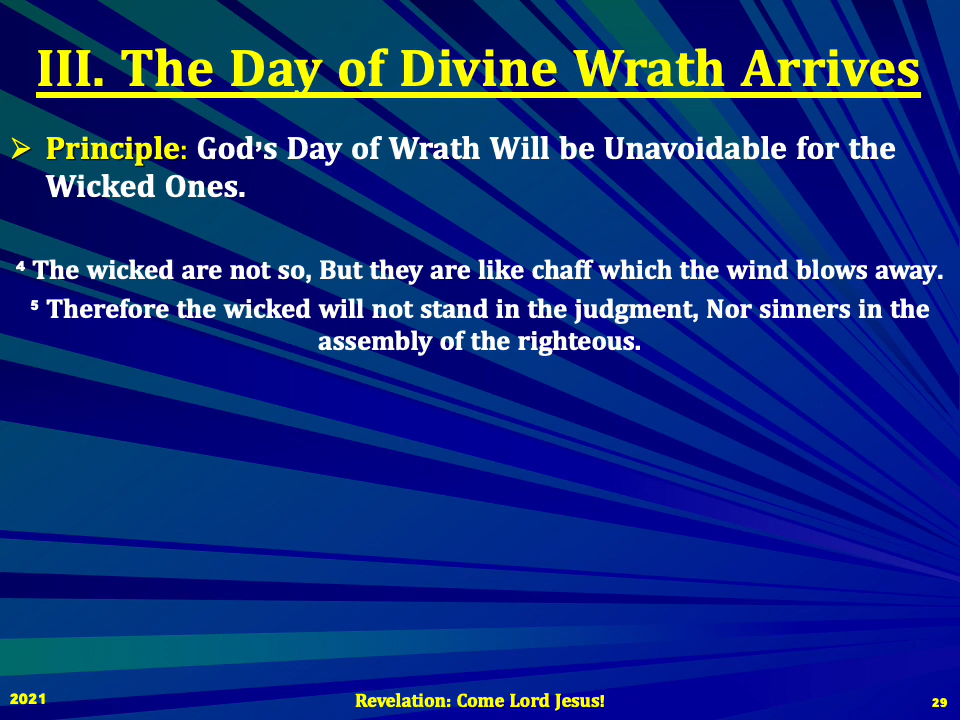 III. The Day of Divine Wrath Arrives
➢ Principle: God’s Day of Wrath Will be Unavoidable for the
Wicked Ones.
⁴ The wicked are not so, But they are like chaff which the wind blows away.
⁵ Therefore the wicked will not stand in the judgment, Nor sinners in the
assembly of the righteous.
2021
Revelation: Come Lord Jesus!
29